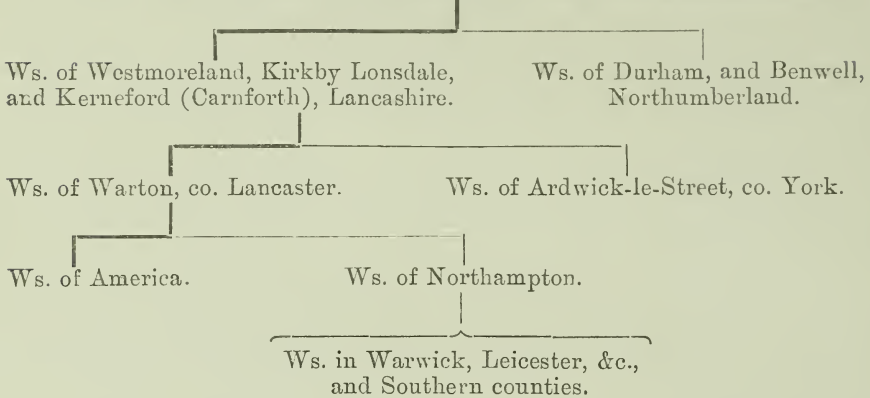 Ws. of Westmoreland, Kirkby Lonsdale,
and Kerneford (Carnforth), Lancashire.
Ws. of Durham, and Benwell,
Northumberland.
Ws. of Warton, co. Lancaster.
Ws. of Ardwick-le-Street, co. York.
Ws. of America.
Ws. of Northampton.
Ws. in Warwick, Leicester, &c.,
and Southern counties.